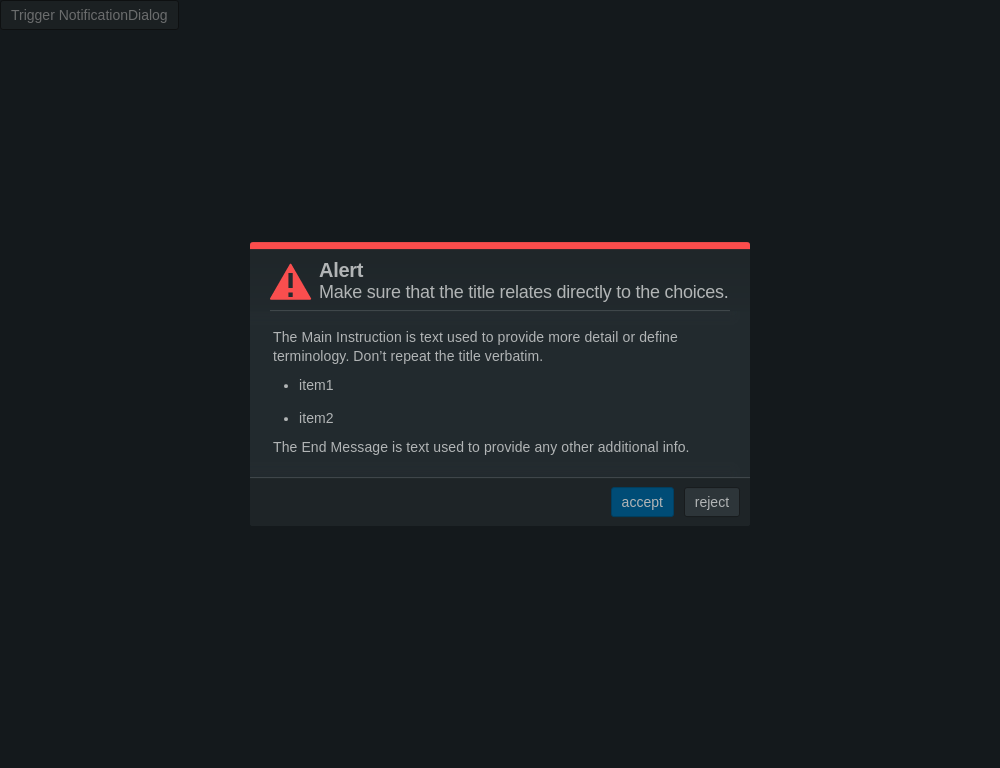 Trigger NotificationDialog
Alert
Make sure that the title relates directly to the choices.
The Main Instruction is text used to provide more detail or define
terminology. Don’t repeat the title verbatim.
• item1
• item2
The End Message is text used to provide any other additional info.
accept
reject